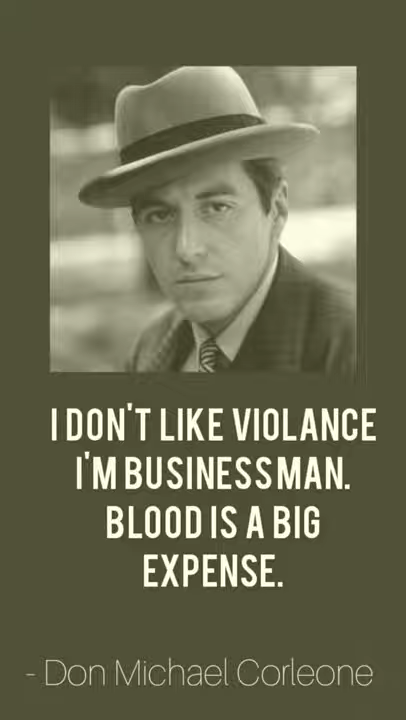 I DON'T LIKE VIOLANCE
I'M BUSINESSMAN.
BLOOD IS A BIG
EXPENSE.
- Don Michael Corleone